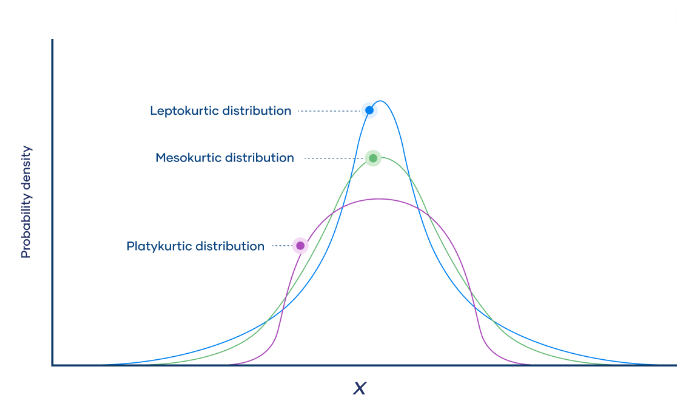 Leptokurtic distribution
Mesokurtic distribution
Probability density
Platykurtic distribution
x